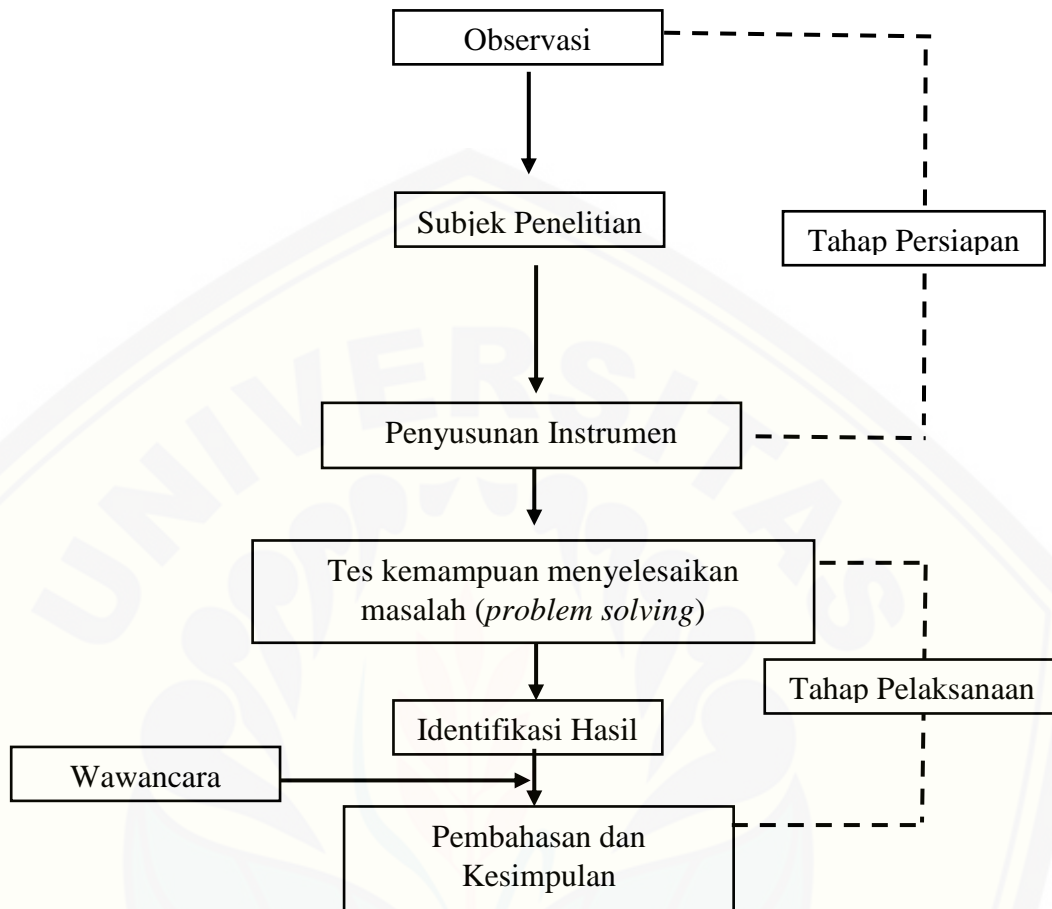 Observasi
Subjek Penelitian
Tahap Persiapan
Penyusunan Instrumen
Tes kemampuan menyelesaikan
masalah (problem solving)
Tahap Pelaksanaan
Identifikasi Hasil
Wawancara
Pembahasan dan
Kesimpulan
UNIVERSITAS